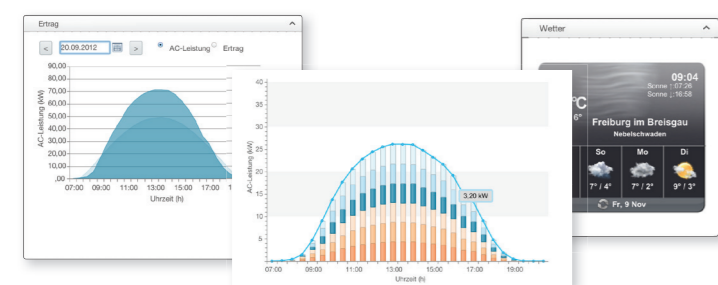 Ertrag
< 20.09.2012 > AC-Leistung Ertrag
90,00
80,00
70,00
60,00
50,00
40,00
30,00
20,00
10,00
,00
AC-Leistung (kW)
07:00 09:00 11:00 13:00 15:00 17:00
Uhrzeit (h)
40
35
30
25
20
15
10
5
AC-Leistung (kW)
3,20 kW
07:00 09:00 11:00 13:00 15:00 17:00 19:00
Uhrzeit (h)
Wetter
09:04
Sonne ↑:07:26
Sonne ↓:16:58
°C
6°
Freiburg im Breisgau
Nebelschwaden
So Mo Di
7° / 4° 7° / 2° 9° / 3°
Fr, 9 Nov